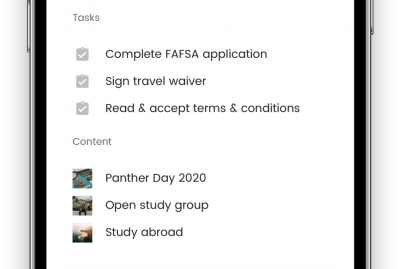 Tasks
Complete FAFSA application
Sign travel waiver
Read & accept terms & conditions
Content
Panther Day 2020
Open study group
Study abroad